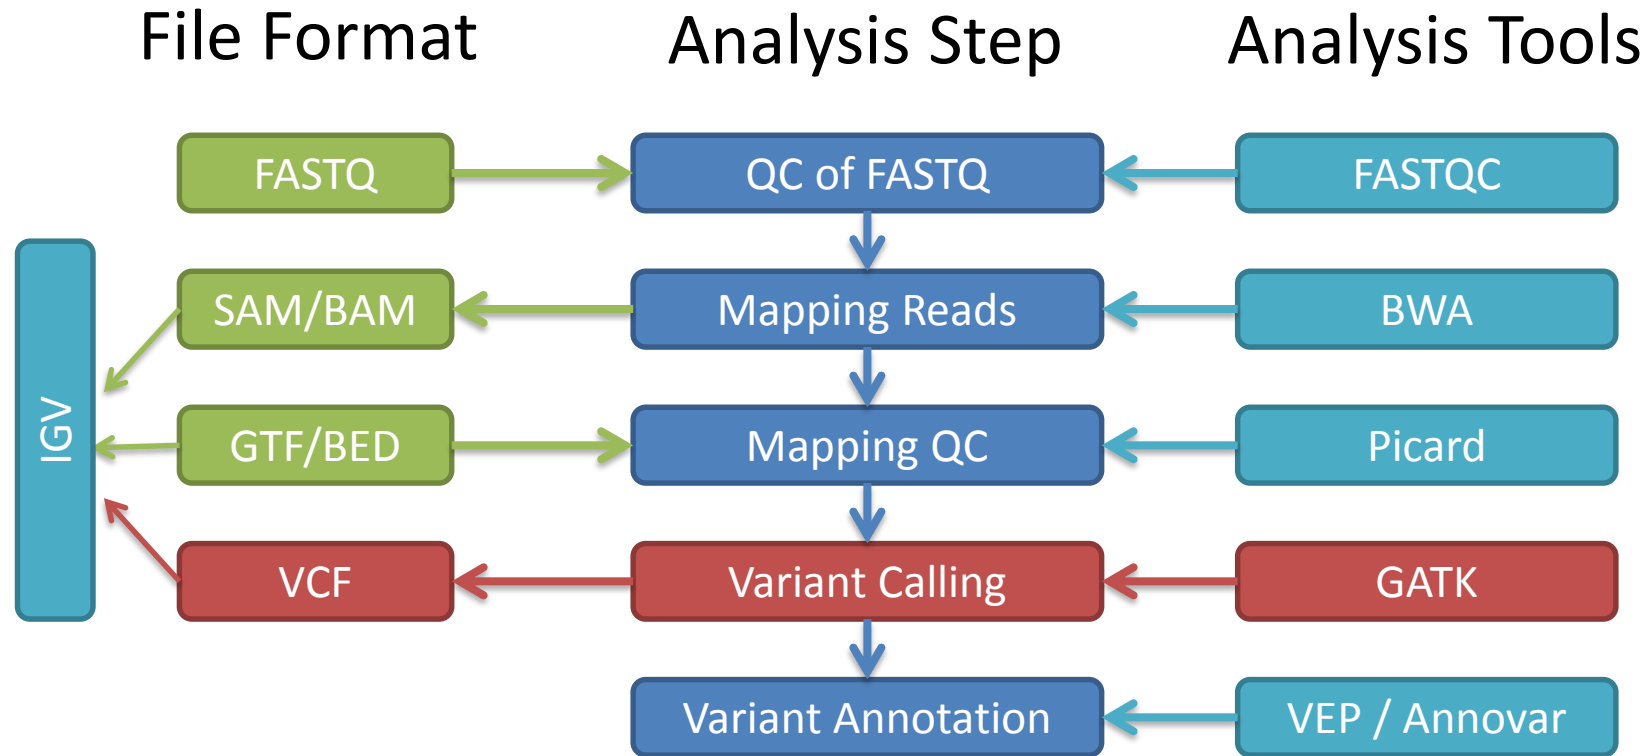 File Format
Analysis Step
Analysis Tools
FASTQ
QC of FASTQ
FASTQC
IGV
SAM/BAM
Mapping Reads
BWA
GTF/BED
Mapping QC
Picard
VCF
Variant Calling
GATK
Variant Annotation
VEP / Annovar